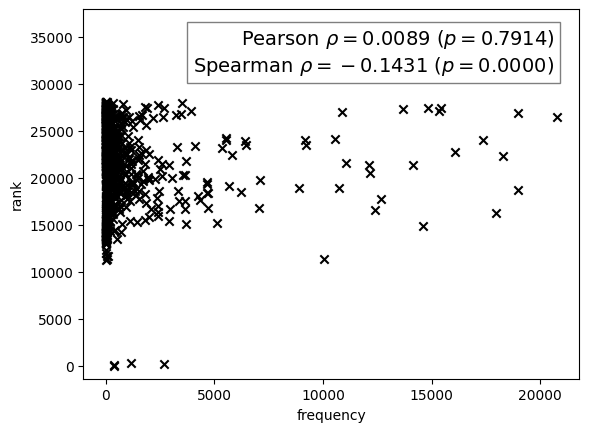 Pearson ρ = 0.0089 (p = 0.7914)
Spearman ρ = −0.1431 (p = 0.0000)
35000
30000
25000
20000
15000
10000
5000
0
rank
0 5000 10000 15000 20000
frequency